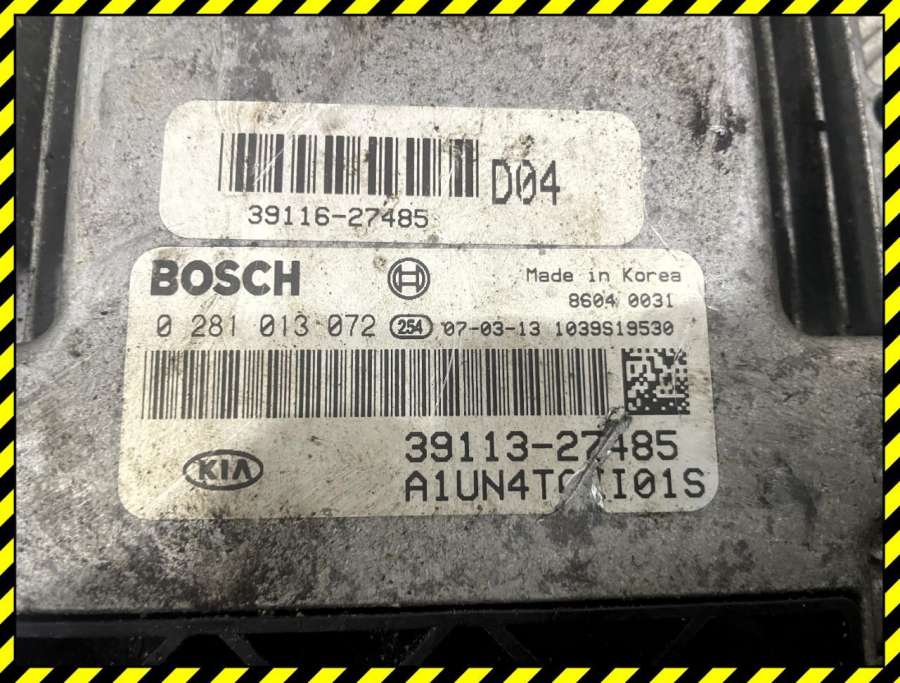 D04
39116-27485
BOSCH
Made in Korea
8604 0031
0 281 013 072 254 07-03-13 1039S19530
39113-27485
KIA